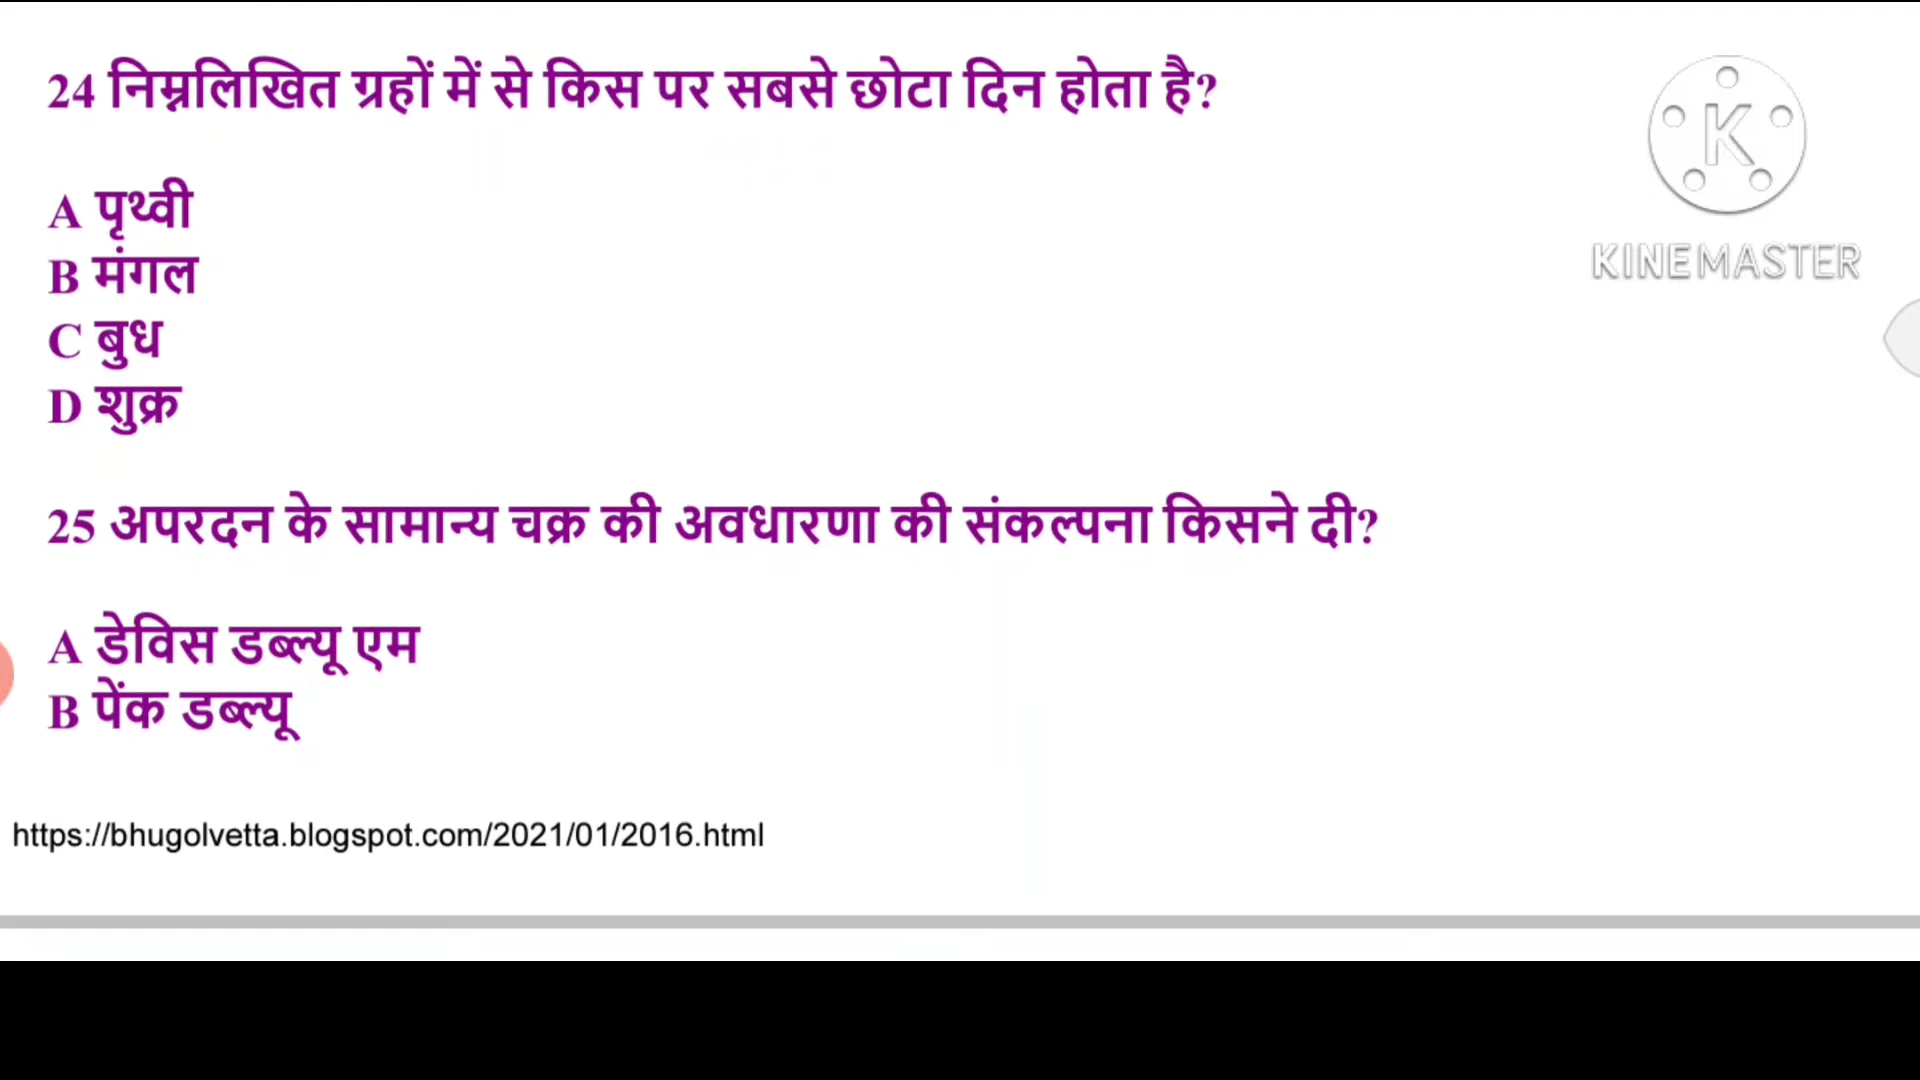 24 निम्नलिखित ग्रहों में से किस पर सबसे छोटा दिन होता है?
K
KINEMASTER
A पृथ्वी
B मंगल
C बुध
D शुक्र
25 अपरदन के सामान्य चक्र की अवधारणा की संकल्पना किसने दी?
A डेविस डब्ल्यू एम
B पेंक डब्ल्यू
https://bhugolvetta.blogspot.com/2021/01/2016.html